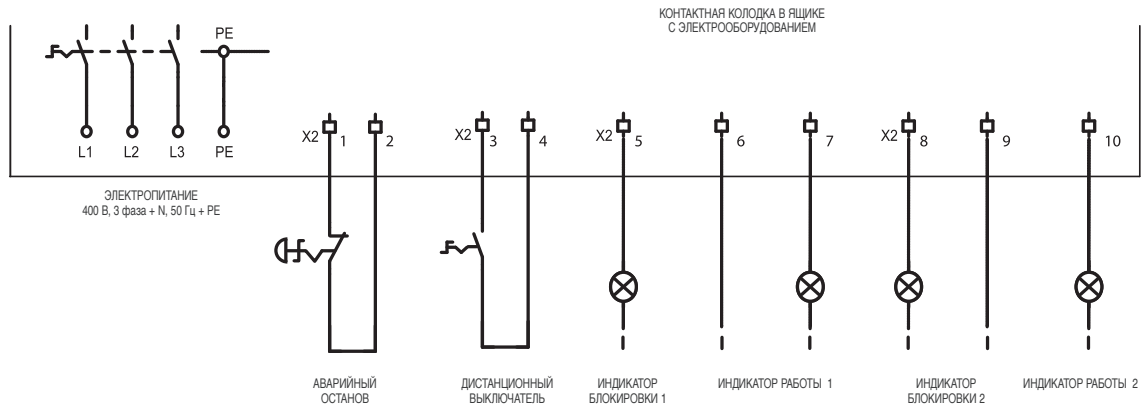 КОНТАКТНАЯ КОЛОДКА В ЯЩИКЕ
С ЭЛЕКТРООБОРУДОВАНИЕМ
PE
X2 1 2 X2 3 4 X2 5 6 7 X2 8 9 10
L1 L2 L3 PE
ЭЛЕКТРОПИТАНИЕ
400 В, 3 фаза + N, 50 Гц + PE
АВАРИЙНЫЙ
ОСТАНОВ
ДИСТАНЦИОННЫЙ
ВЫКЛЮЧАТЕЛЬ
ИНДИКАТОР
БЛОКИРОВКИ 1
ИНДИКАТОР РАБОТЫ 1
ИНДИКАТОР
БЛОКИРОВКИ 2
ИНДИКАТОР РАБОТЫ 2